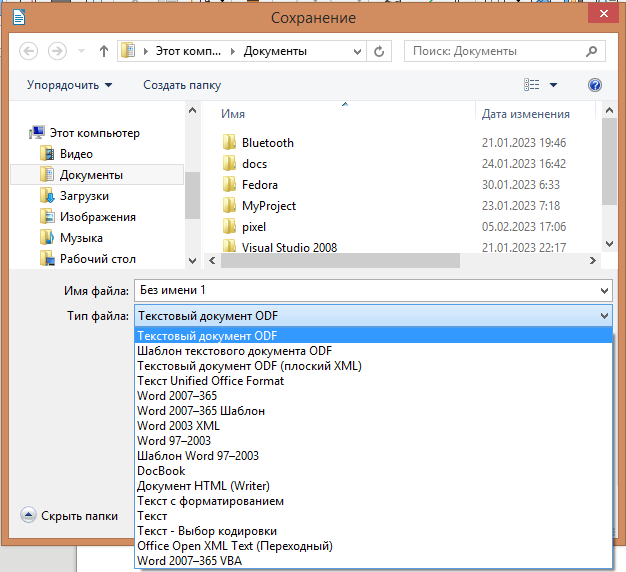 Сохранение
Этот комп... Документы
Поиск: Документы
Упорядочить Создать папку
Имя Дата изменения
Этот компьютер
Видео
Документы
Загрузки
Изображения
Музыка
Рабочий стол
Bluetooth 21.01.2023 19:46
docs 24.01.2023 16:42
Fedora 30.01.2023 6:33
MyProject 23.01.2023 7:18
pixel 05.02.2023 17:06
Visual Studio 2008 21.01.2023 22:17
Имя файла: Без имени 1
Тип файла: Текстовый документ ODF
Текстовый документ ODF
Шаблон текстового документа ODF
Текстовый документ ODF (плоский XML)
Текст Unified Office Format
Word 2007–365
Word 2007–365 Шаблон
Word 2003 XML
Word 97–2003
Шаблон Word 97–2003
DocBook
Документ HTML (Writer)
Текст с форматированием
Текст
Текст - Выбор кодировки
Office Open XML Text (Переходный)
Word 2007–365 VBA
Скрыть папки